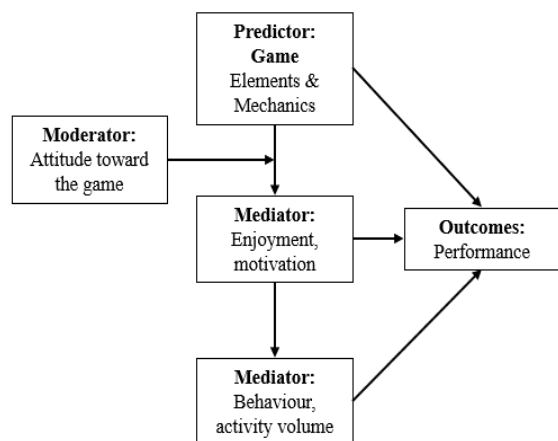 Predictor:
Game
Elements &
Mechanics
Moderator:
Attitude toward
the game
Mediator:
Enjoyment,
motivation
Outcomes:
Performance
Mediator:
Behaviour,
activity volume